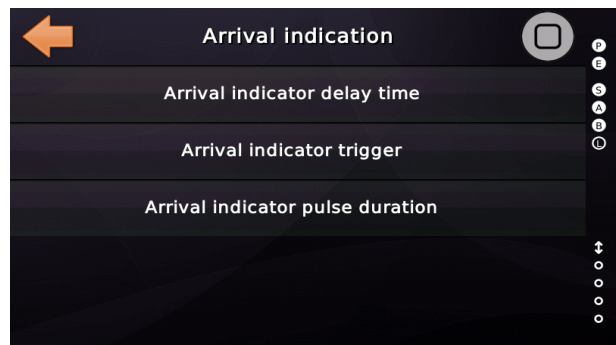 Arrival indication
Arrival indicator delay time
Arrival indicator trigger
Arrival indicator pulse duration
P
E
S
A
B
L